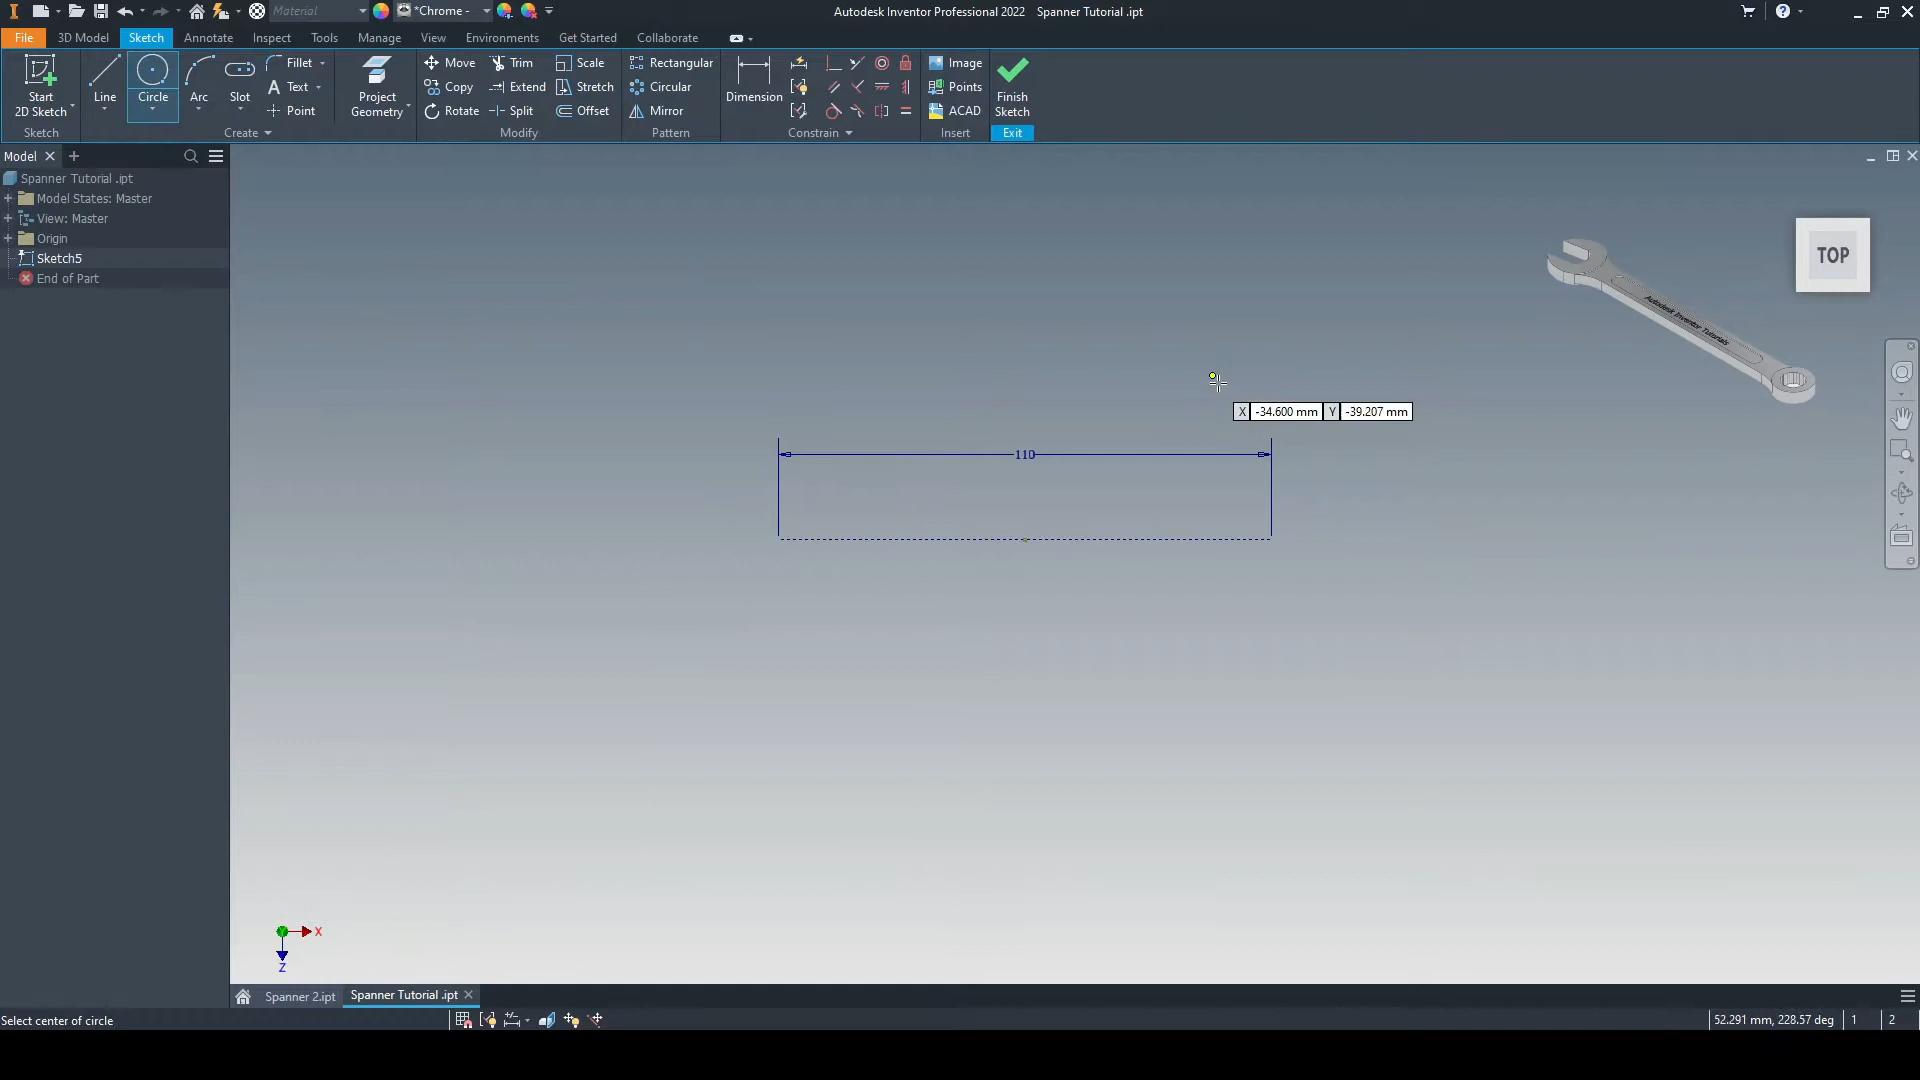 Material
*Chrome -
Autodesk Inventor Professional 2022 Spanner Tutorial .ipt
File 3D Model Sketch Annotate Inspect Tools Manage View Environments Get Started Collaborate
Start
2D Sketch
Line
Circle
Arc
Slot
Fillet
Text
Point
Project
Geometry
Move
Copy
Rotate
Trim
Extend
Split
Scale
Stretch
Offset
Rectangular
Circular
Mirror
Dimension
Image
Points
ACAD
Finish
Sketch
Sketch Create Modify Pattern Constrain Insert Exit
Model
Spanner Tutorial .ipt
Model States: Master
View: Master
Origin
Sketch5
End of Part
TOP
Autodesk Inventor Tutorials
X -34.600 mm Y -39.207 mm
110
X
Z
Spanner 2.ipt Spanner Tutorial .ipt
Select center of circle
52.291 mm, 228.57 deg 1 2